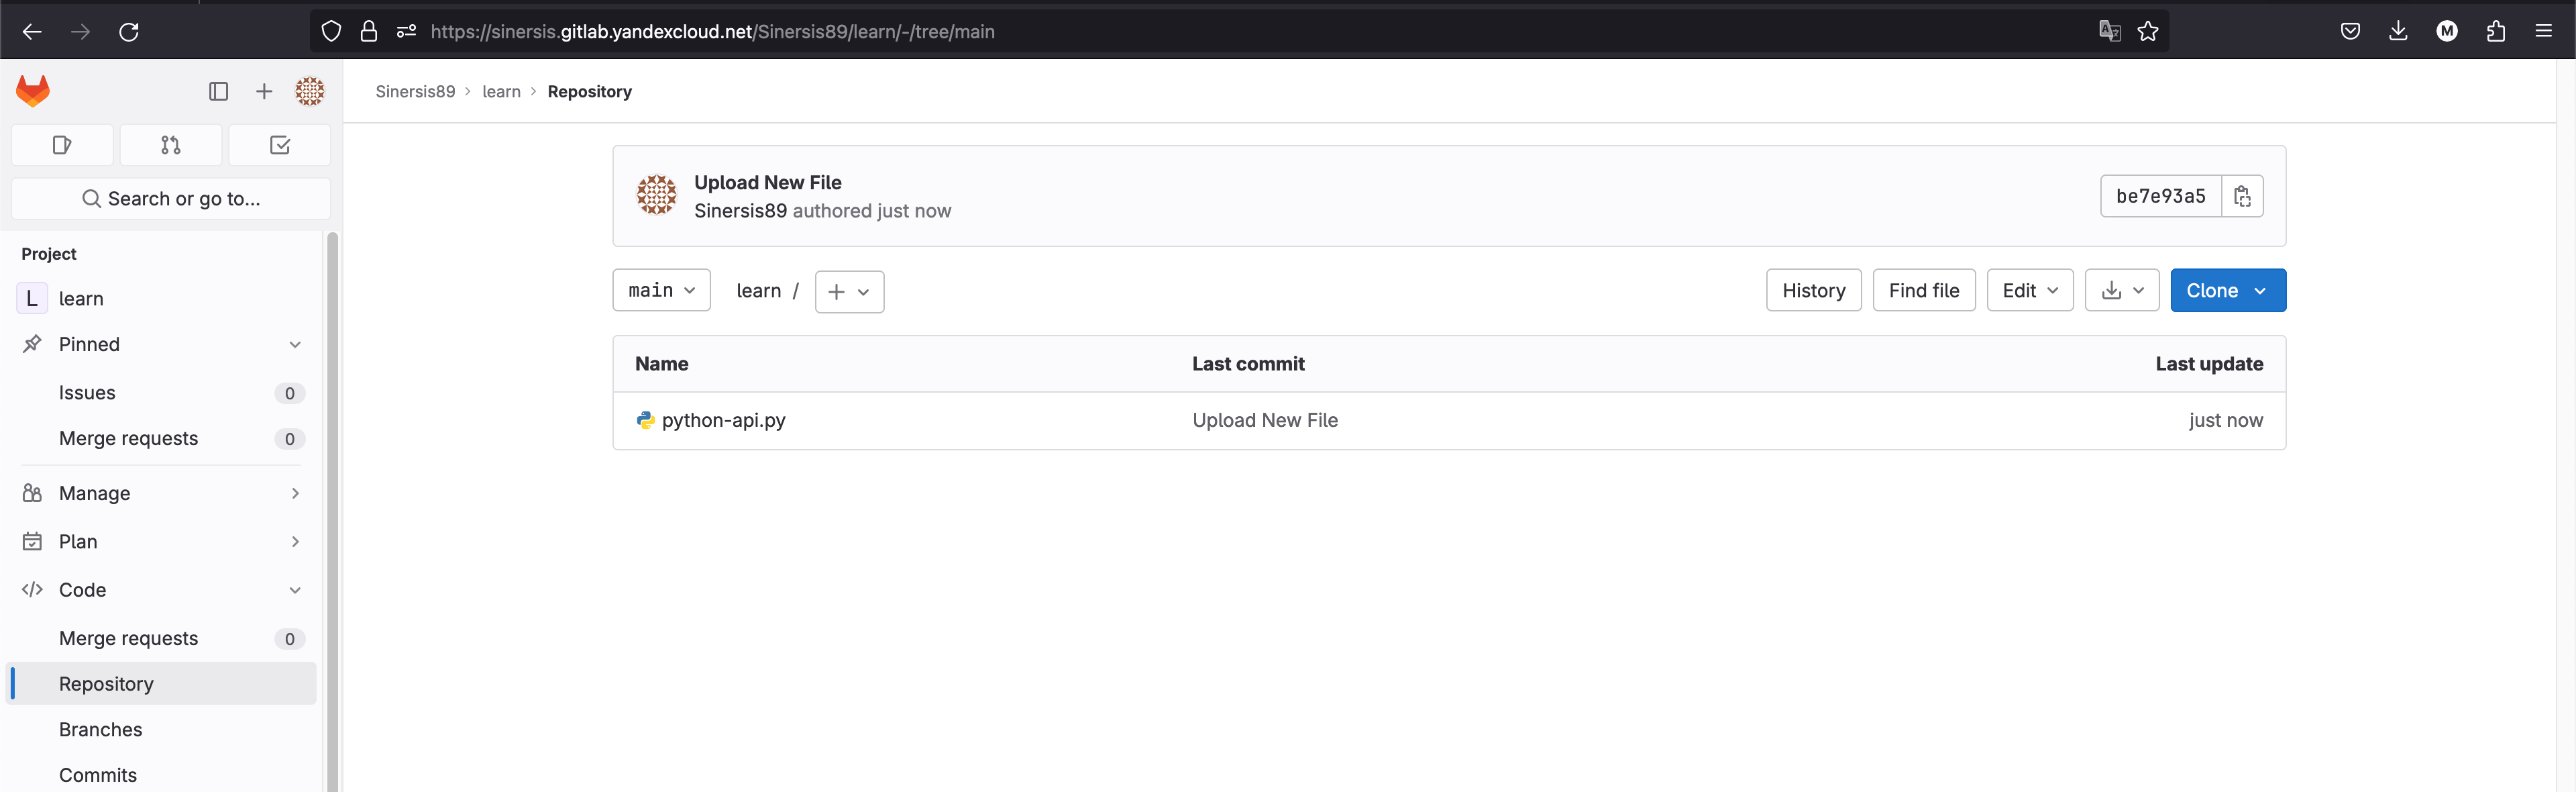 https://sinersis.gitlab.yandexcloud.net/Sinersis89/learn/-/tree/main
M
Sinersis89 > learn > Repository
Search or go to...
Project
L learn
Pinned
Issues 0
Merge requests 0
Manage
Plan
Code
Merge requests 0
Repository
Branches
Commits
Upload New File
Sinersis89 authored just now
be7e93a5
main learn / +
History Find file Edit Clone
Name Last commit Last update
python-api.py Upload New File just now